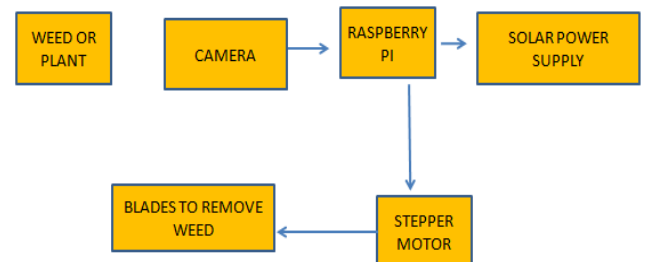 WEED OR
PLANT
CAMERA
RASPBERRY
PI
SOLAR POWER
SUPPLY
BLADES TO REMOVE
WEED
STEPPER
MOTOR